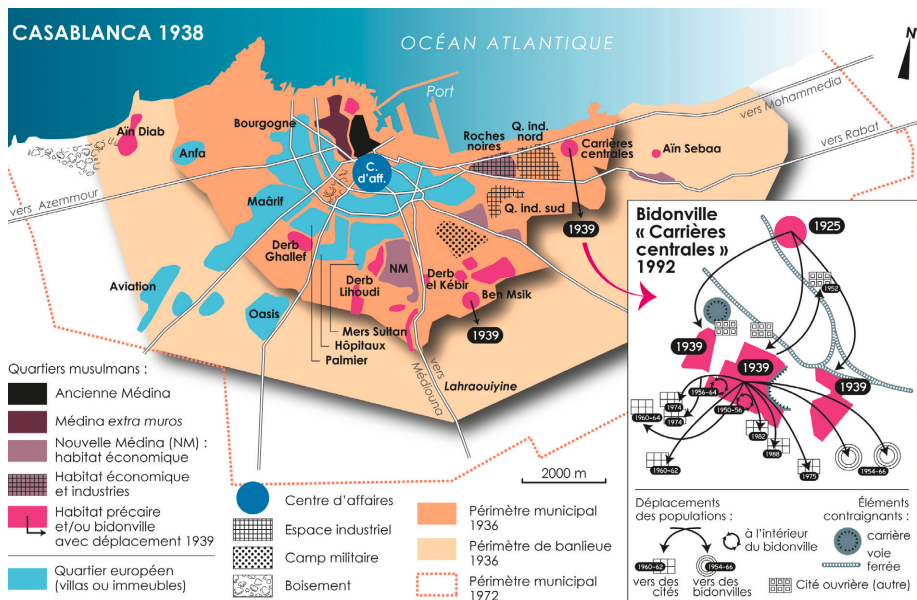 CASABLANCA 1938
OCÉAN ATLANTIQUE
N
Port
vers Mohammedia
vers Rabat
Aïn Diab
Bourgogne
Anfa
Roches
noires
Q. ind.
nord
Carrières
centrales
Aïn Sebaa
C.
d'aff.
vers Azemmour
Maârif
Q. ind. sud
1939
Derb
Ghallef
NM
Derb
Lihoudi
Derb
el Kébir
Ben Msik
Aviation
Oasis
1939
Mers Sultan
Hôpitaux
Palmier
vers
Médiouna
Lahraouiyine
2000 m
Quartiers musulmans :
Ancienne Médina
Médina extra muros
Nouvelle Médina (NM) :
habitat économique
Habitat économique
et industries
Habitat précaire
et/ou bidonville
avec déplacement 1939
Quartier européen
(villas ou immeubles)
Centre d'affaires
Espace industriel
Camp militaire
Boisement
Périmètre municipal
1936
Périmètre de banlieue
1936
Périmètre municipal
1972
Bidonville
« Carrières
centrales »
1992
1925
1952
1939
1939
1939
1956-64
1950-56
1974
1974
1960-64
1960-62
1982
1988
1975
1954-66
Déplacements
des populations :
à l'intérieur
du bidonville
1960-62
vers des
cités
1954-66
vers des
bidonvilles
Éléments
contraignants :
carrière
voie
ferrée
Cité ouvrière (autre)